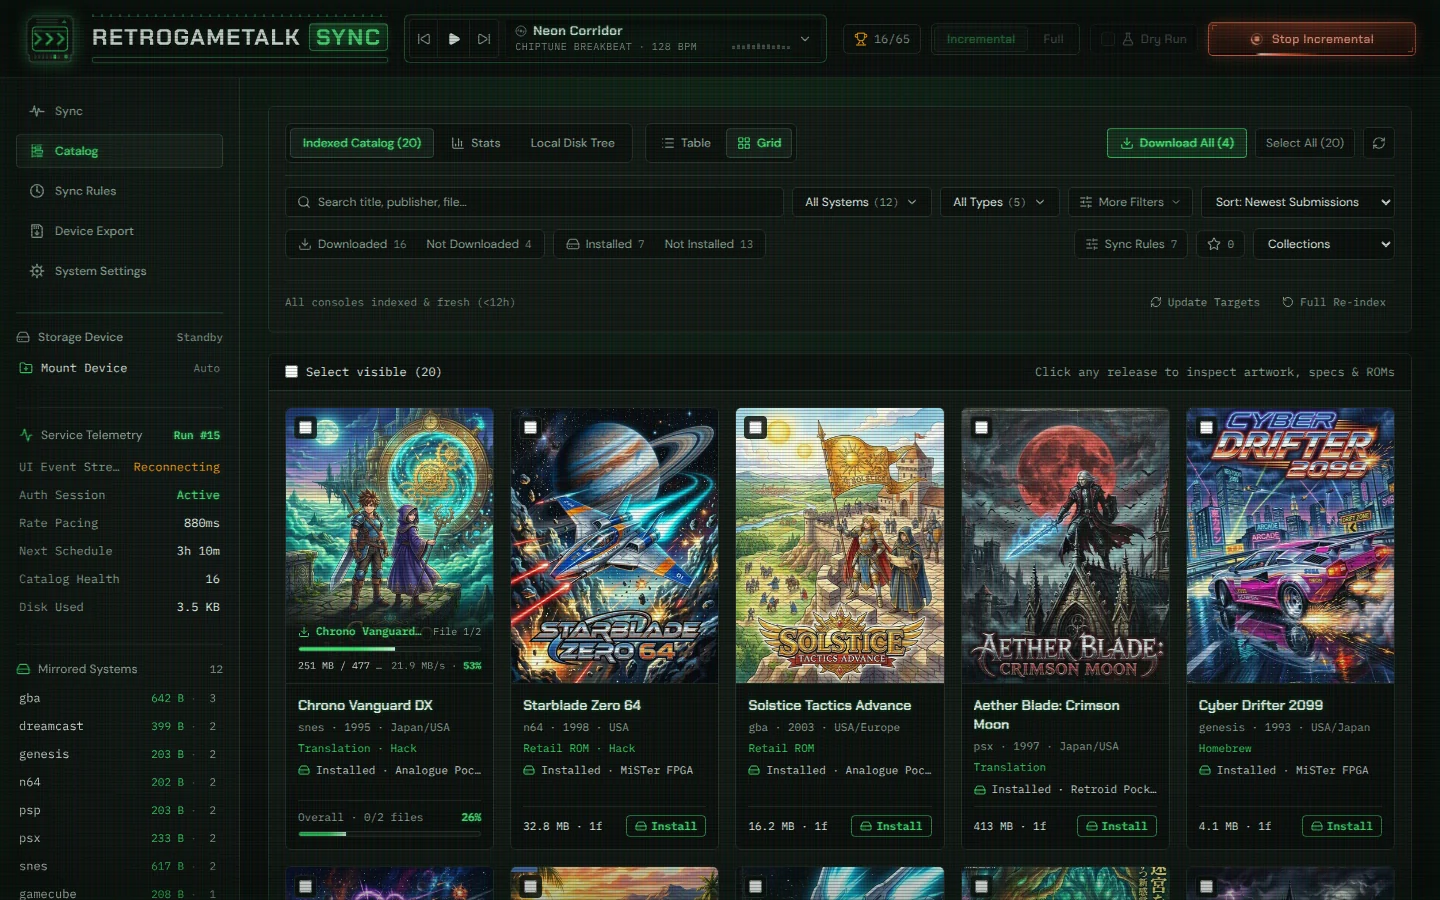 RETROGAMETALK SYNC
Neon Corridor
CHIPTUNE BREAKBEAT · 128 BPM
16/65
Incremental
Full
Dry Run
Stop Incremental
Sync
Catalog
Sync Rules
Device Export
System Settings
Storage Device Standby
Mount Device Auto
Service Telemetry Run #15
UI Event Stre… Reconnecting
Auth Session Active
Rate Pacing 880ms
Next Schedule 3h 10m
Catalog Health 16
Disk Used 3.5 KB
Mirrored Systems 12
gba 642 B · 3
dreamcast 399 B · 2
genesis 203 B · 2
n64 202 B · 2
psp 203 B · 2
psx 233 B · 2
snes 617 B · 2
gamecube 208 B · 1
Indexed Catalog (20)
Stats
Local Disk Tree
Table
Grid
Download All (4)
Select All (20)
Search title, publisher, file…
All Systems (12)
All Types (5)
More Filters
Sort: Newest Submissions
Downloaded 16
Not Downloaded 4
Installed 7
Not Installed 13
Sync Rules 7
0
Collections
All consoles indexed & fresh (<12h)
Update Targets
Full Re-index
Select visible (20)
Click any release to inspect artwork, specs & ROMs
Chrono Vanguard… File 1/2
251 MB / 477 … 21.9 MB/s · 53%
Chrono Vanguard DX
snes · 1995 · Japan/USA
Translation · Hack
Installed · Analogue Poc…
Overall · 0/2 files 26%
STARBLADE
ZERO 64
Starblade Zero 64
n64 · 1998 · USA
Retail ROM · Hack
Installed · MiSTer FPGA
32.8 MB · 1f
Install
SOLSTICE
TACTICS ADVANCE
Solstice Tactics Advance
gba · 2003 · USA/Europe
Retail ROM
Installed · Analogue Poc…
16.2 MB · 1f
Install
AETHER BLADE:
CRIMSON MOON
Aether Blade: Crimson
Moon
psx · 1997 · Japan/USA
Translation
Installed · Retroid Pock…
413 MB · 1f
Install
CYBER
DRIFTER
2099
ARCADE
ARCADE
Cyber Drifter 2099
genesis · 1993 · USA/Japan
Homebrew
Installed · MiSTer FPGA
4.1 MB · 1f
Install